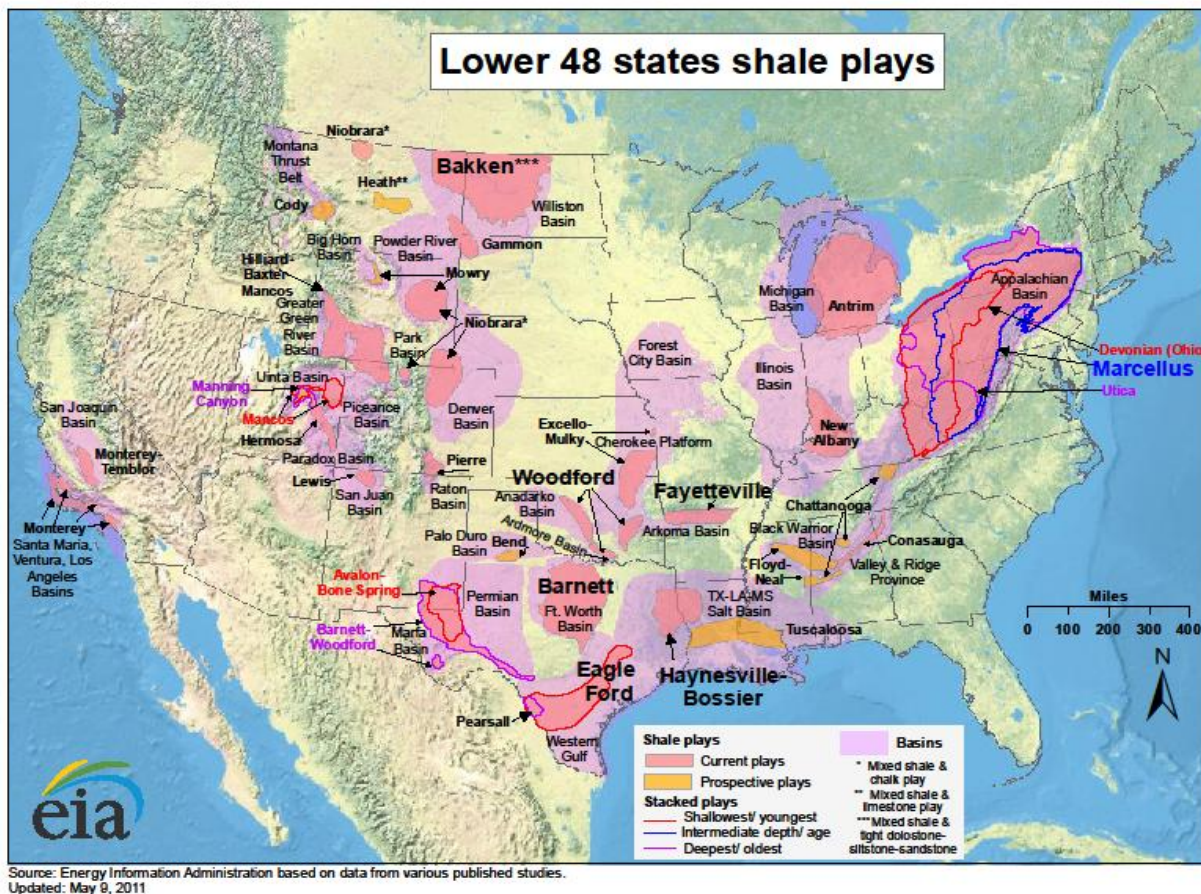 Lower 48 states shale plays
Niobrara*
Montana
Thrust
Belt
Bakken***
Heath**
Cody
Williston
Basin
Big Horn
Basin
Powder River
Basin
Gammon
Hilliard-
Baxter
Mancos
Mowry
Greater
Green
River
Basin
Niobrara*
Park
Basin
Michigan
Basin
Antrim
Appalachian
Basin
Devonian (Ohio
Marcellus
Utica
Forest
City Basin
Illinois
Basin
Uinta Basin
Manning
Canyon
Mancos
Piceance
Basin
Denver
Basin
San Joaquin
Basin
Hermosa
Excello-
Mulky
Cherokee Platform
New
Albany
Monterey-
Temblor
Paradox Basin
Lewis
San Juan
Basin
Pierre
Raton
Basin
Woodford
Anadarko
Basin
Fayetteville
Arkoma Basin
Chattanooga
Black Warrior
Basin
Conasauga
Monterey
Santa Maria,
Ventura, Los
Angeles
Basins
Palo Duro
Basin
Bend
Ardmore Basin
Floyd-
Neal
Valley & Ridge
Province
Avalon-
Bone Spring
Permian
Basin
Barnett
Ft. Worth
Basin
TX-LA-MS
Salt Basin
Tuscaloosa
Barnett-
Woodford
Marfa
Basin
Eagle
Ford
Haynesville-
Bossier
Pearsall
Western
Gulf
Miles
0 100 200 300 400
N
Shale plays
Current plays
Prospective plays
Stacked plays
Shallowest/ youngest
Intermediate depth/ age
Deepest/ oldest
Basins
* Mixed shale &
chalk play
** Mixed shale &
limestone play
***Mixed shale &
tight dolostone-
siltstone-sandstone
eia
Source: Energy Information Administration based on data from various published studies.
Updated: May 9, 2011